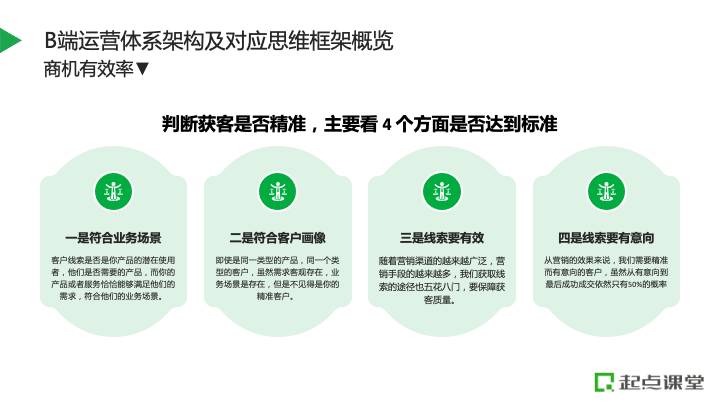 B端运营体系架构及对应思维框架概览
商机有效率▼
判断获客是否精准，主要看 4 个方面是否达到标准
一是符合业务场景
客户线索是否是你产品的潜在使用
者，他们是否需要的产品，而你的
产品或者服务恰恰能够满足他们的
需求，符合他们的业务场景。
二是符合客户画像
即使是同一类型的产品，同一个类
型的客户，虽然需求客观存在，业
务场景是存在，但是不见得是你的
精准客户。
三是线索要有效
随着营销渠道的越来越广泛，营
销手段的越来越多，我们获取线
索的途径也五花八门，要保障获
客质量。
四是线索要有意向
从营销的效果来说，我们需要精准
而有意向的客户，虽然从有意向到
最后成功成交依然只有50%的概率
起点课堂